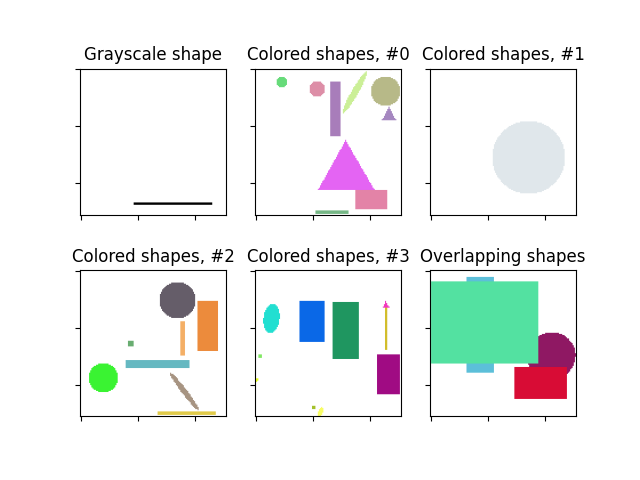 Grayscale shape
Colored shapes, #0
Colored shapes, #1
Colored shapes, #2
Colored shapes, #3
Overlapping shapes